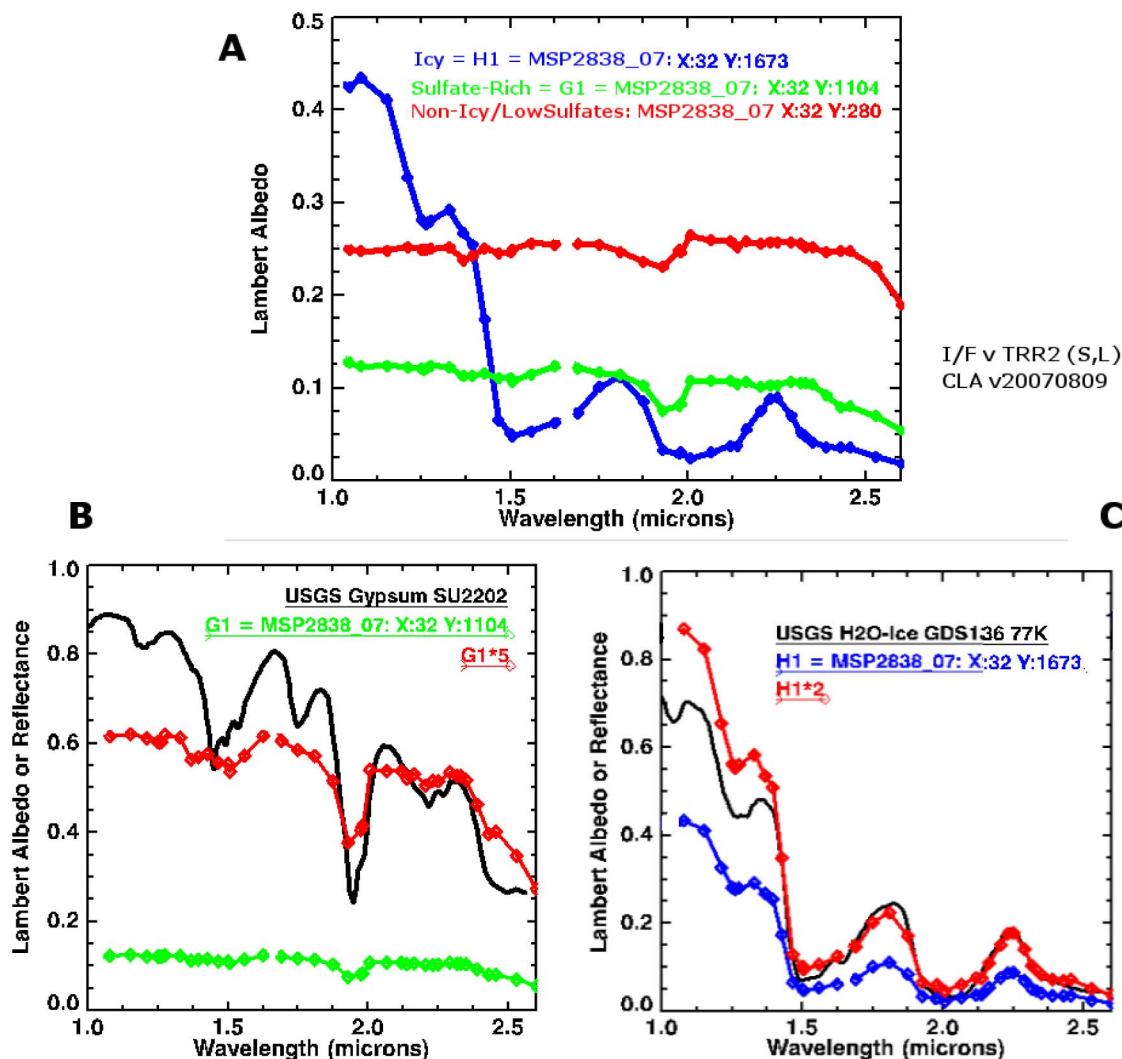 A
0.5
0.4
0.3
0.2
0.1
0.0
Lambert Albedo
Icy = H1 = MSP2838_07: X:32 Y:1673
Sulfate-Rich = G1 = MSP2838_07: X:32 Y:1104
Non-Icy/LowSulfates: MSP2838_07 X:32 Y:280
I/F v TRR2 (S,L)
CLA v20070809
1.0 1.5 2.0 2.5
Wavelength (microns)
B
1.0
0.8
0.6
0.4
0.2
0.0
Lambert Albedo or Reflectance
USGS Gypsum SU2202
G1 = MSP2838_07: X:32 Y:1104
G1*5
1.0 1.5 2.0 2.5
Wavelength (microns)
C
1.0
0.8
0.6
0.4
0.2
0.0
Lambert Albedo or Reflectance
USGS H2O-Ice GDS136 77K
H1 = MSP2838_07: X:32 Y:1673
H1*2
1.0 1.5 2.0 2.5
Wavelength (microns)